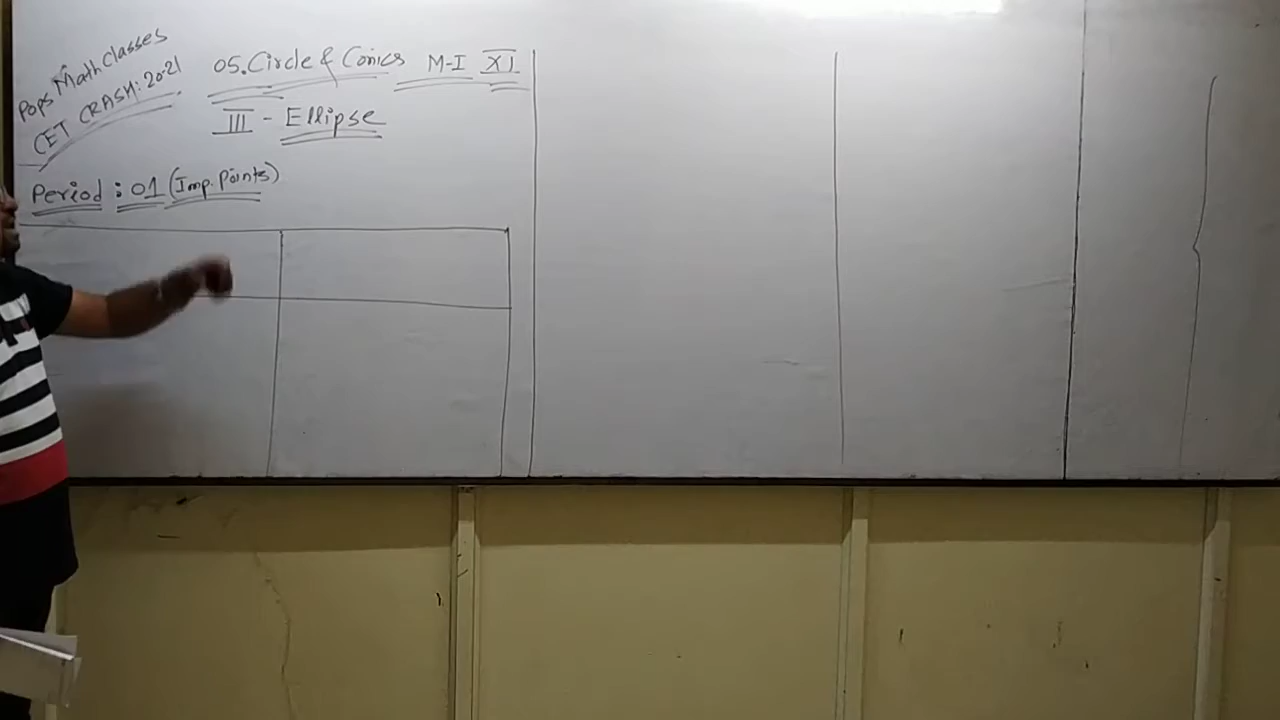 Pops Math Classes
CET CRASH: 2021
05. Circle & Conics M-I XI
III - Ellipse
Period : 01 (Imp. Points)